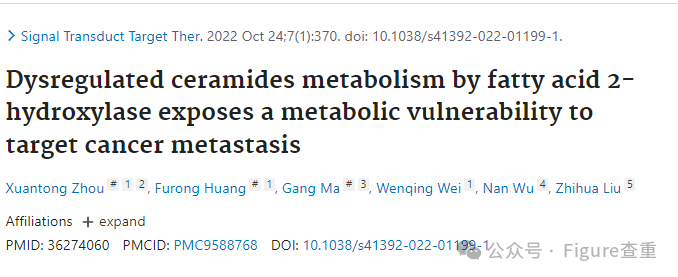 Signal Transduct Target Ther. 2022 Oct 24;7(1):370. doi: 10.1038/s41392-022-01199-1.
Dysregulated ceramides metabolism by fatty acid 2-
hydroxylase exposes a metabolic vulnerability to
target cancer metastasis
Xuantong Zhou # 1 2, Furong Huang # 1, Gang Ma # 3, Wenqing Wei 1, Nan Wu 4, Zhihua Liu 5
Affiliations + expand
PMID: 36274060 PMCID: PMC9588768 DOI: 10.1038/s41392-022-01199-1
公众号 · Figure查重